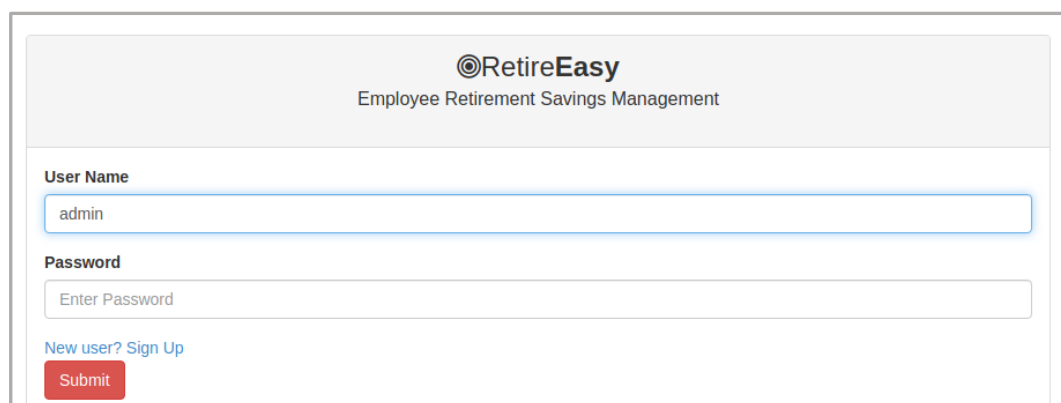 RetireEasy
Employee Retirement Savings Management
User Name
admin
Password
Enter Password
New user? Sign Up
Submit